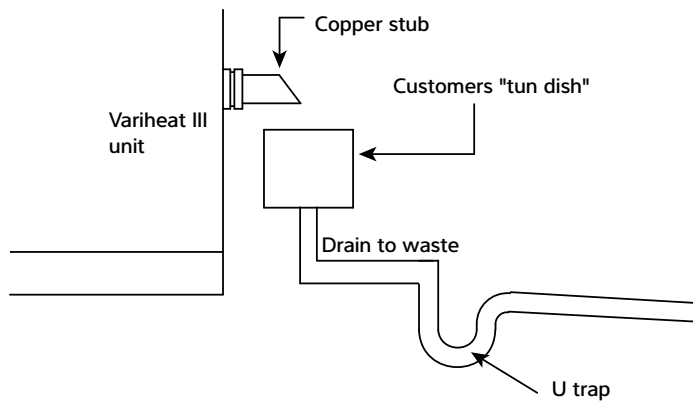 Copper stub
Customers "tun dish"
Variheat III
unit
Drain to waste
U trap